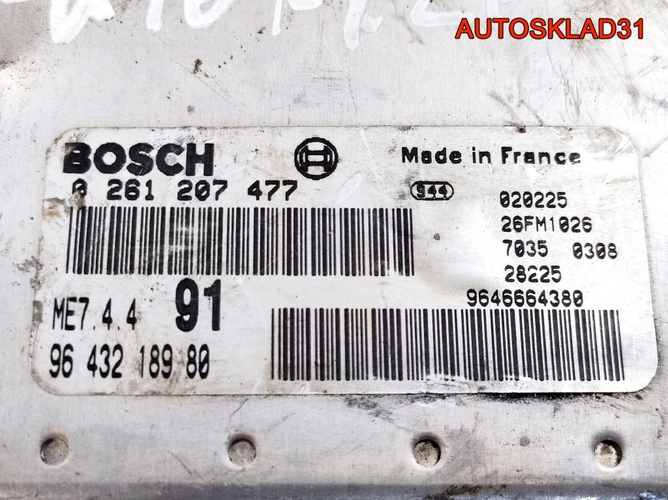 AUTOSKLAD31
BOSCH
Made in France
0 261 207 477
944
020225
26FM1026
7035 0308
28225
9646664380
ME7.4.4 91
96 432 189 80